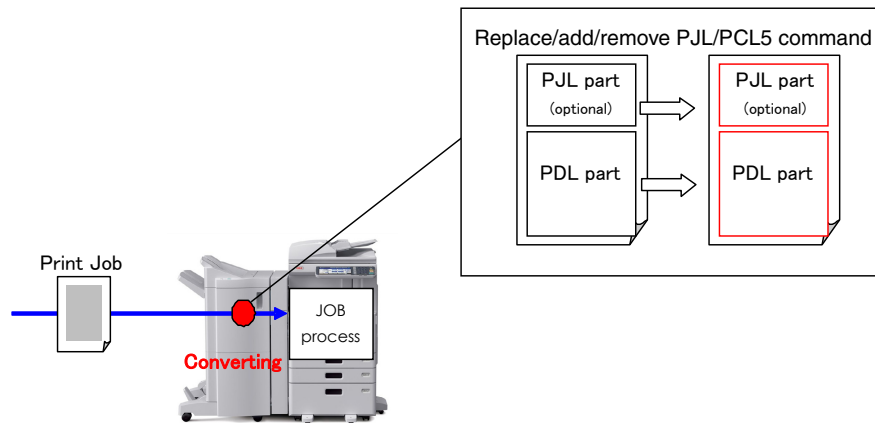 Replace/add/remove PJL/PCL5 command
PJL part
(optional)
PJL part
(optional)
PDL part
PDL part
Print Job
JOB
process
Converting